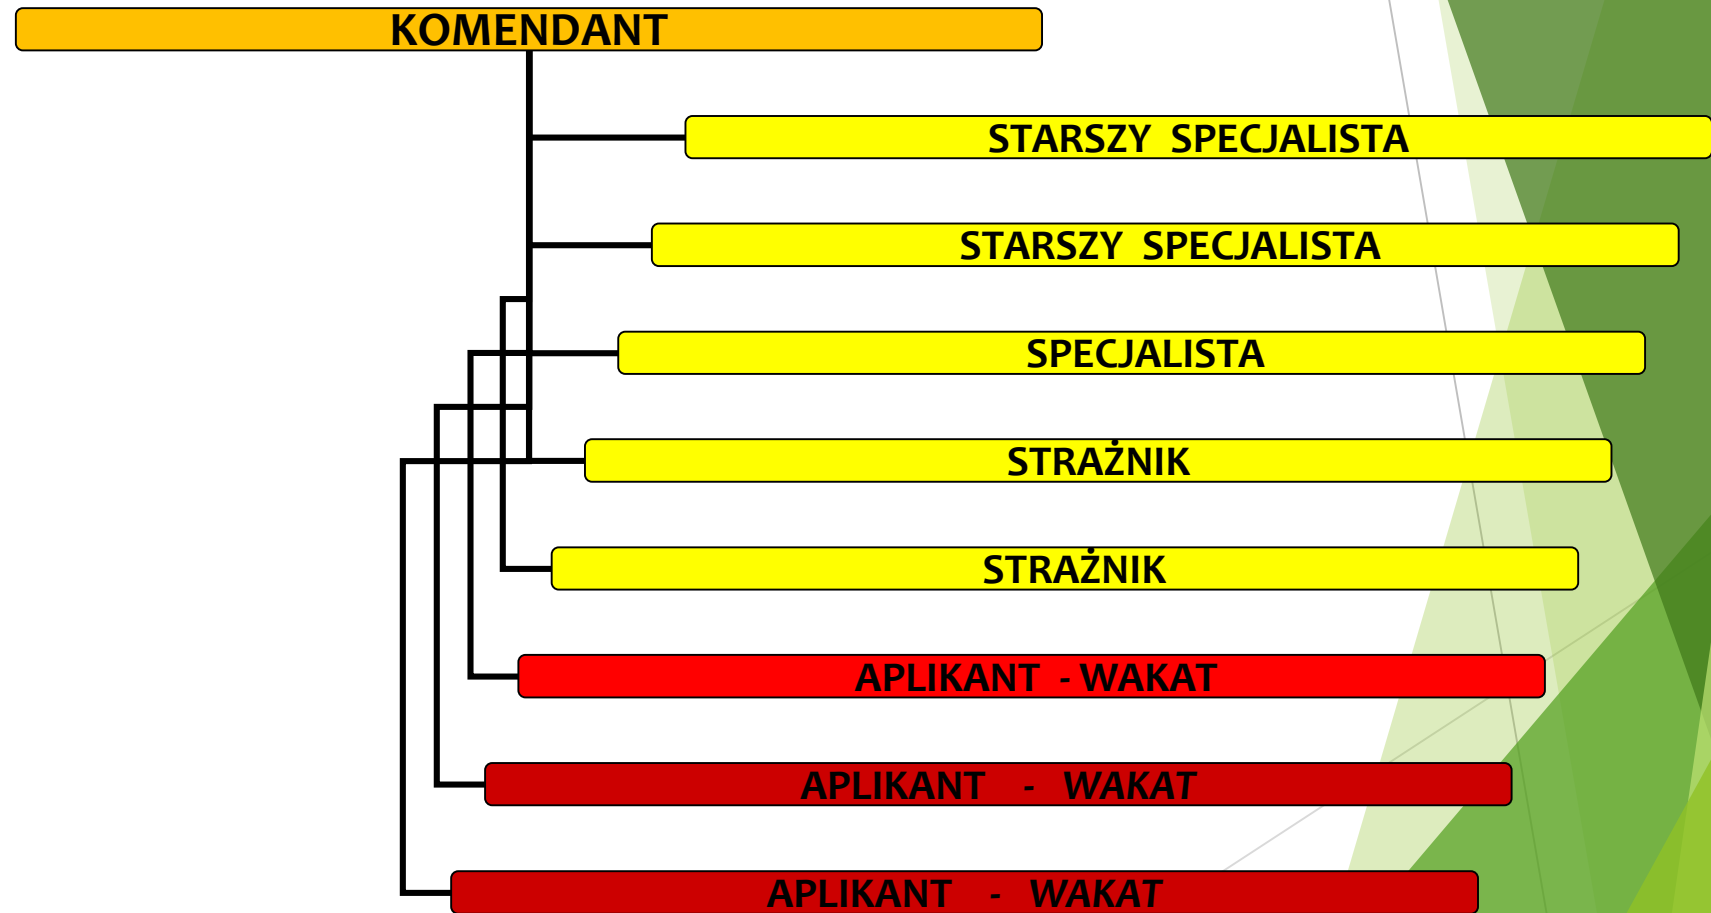 KOMENDANT
STARSZY SPECJALISTA
STARSZY SPECJALISTA
SPECJALISTA
STRAŻNIK
STRAŻNIK
APLIKANT - WAKAT
APLIKANT - WAKAT
APLIKANT - WAKAT